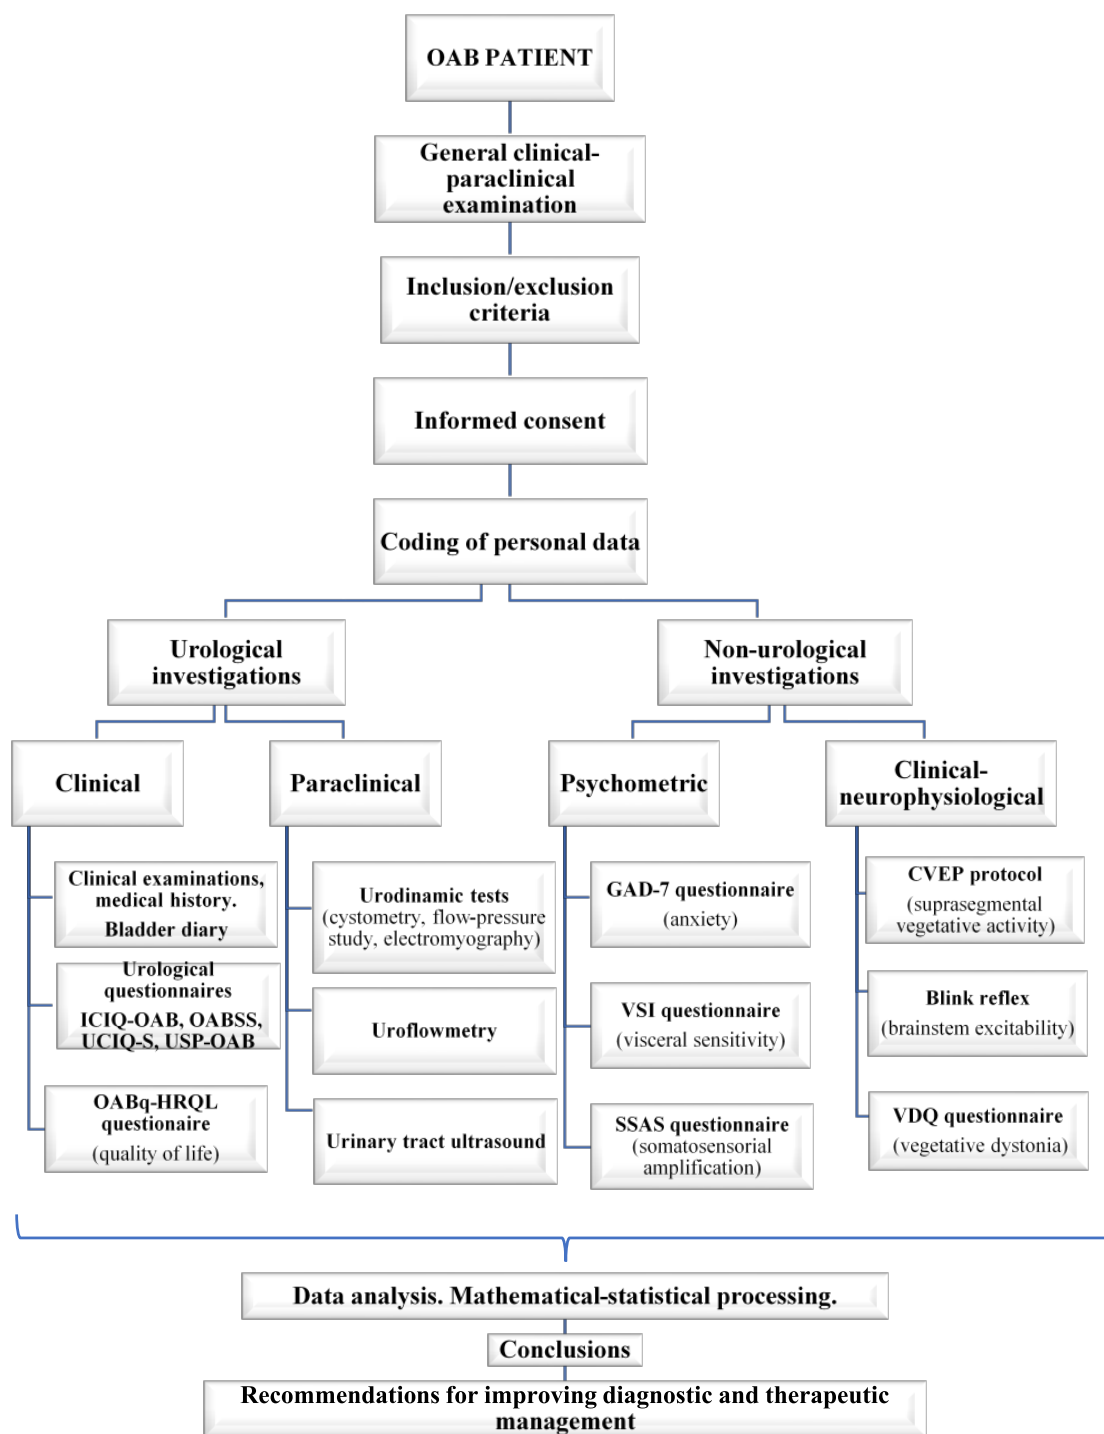 OAB PATIENT
General clinical-
paraclinical
examination
Inclusion/exclusion
criteria
Informed consent
Coding of personal data
Urological
investigations
Non-urological
investigations
Clinical
Paraclinical
Psychometric
Clinical-
neurophysiological
Clinical examinations,
medical history.
Bladder diary
Urological
questionnaires
ICIQ-OAB, OABSS,
UCIQ-S, USP-OAB
OABq-HRQL
questionaire
(quality of life)
Urodinamic tests
(cystometry, flow-pressure
study, electromyography)
Uroflowmetry
Urinary tract ultrasound
GAD-7 questionnaire
(anxiety)
VSI questionnaire
(visceral sensitivity)
SSAS questionnaire
(somatosensorial
amplification)
CVEP protocol
(suprasegmental
vegetative activity)
Blink reflex
(brainstem excitability)
VDQ questionnaire
(vegetative dystonia)
Data analysis. Mathematical-statistical processing.
Conclusions
Recommendations for improving diagnostic and therapeutic
management